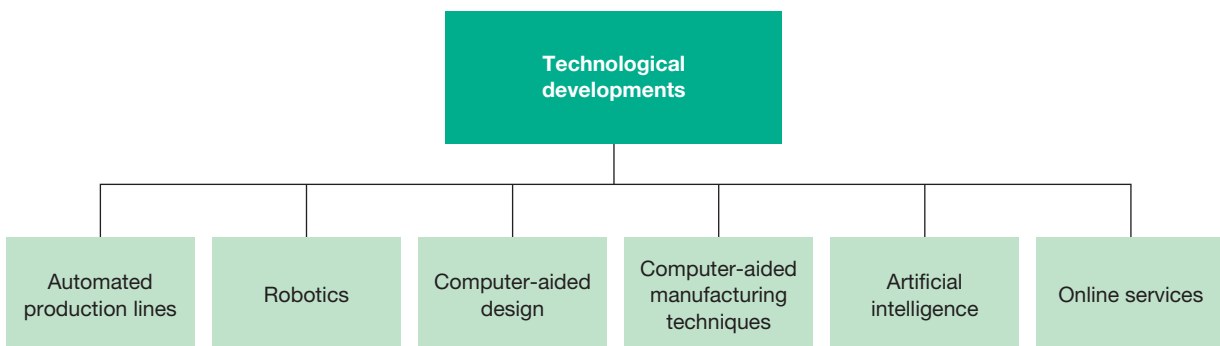 Technological
developments
Automated
production lines
Robotics
Computer-aided
design
Computer-aided
manufacturing
techniques
Artificial
intelligence
Online services